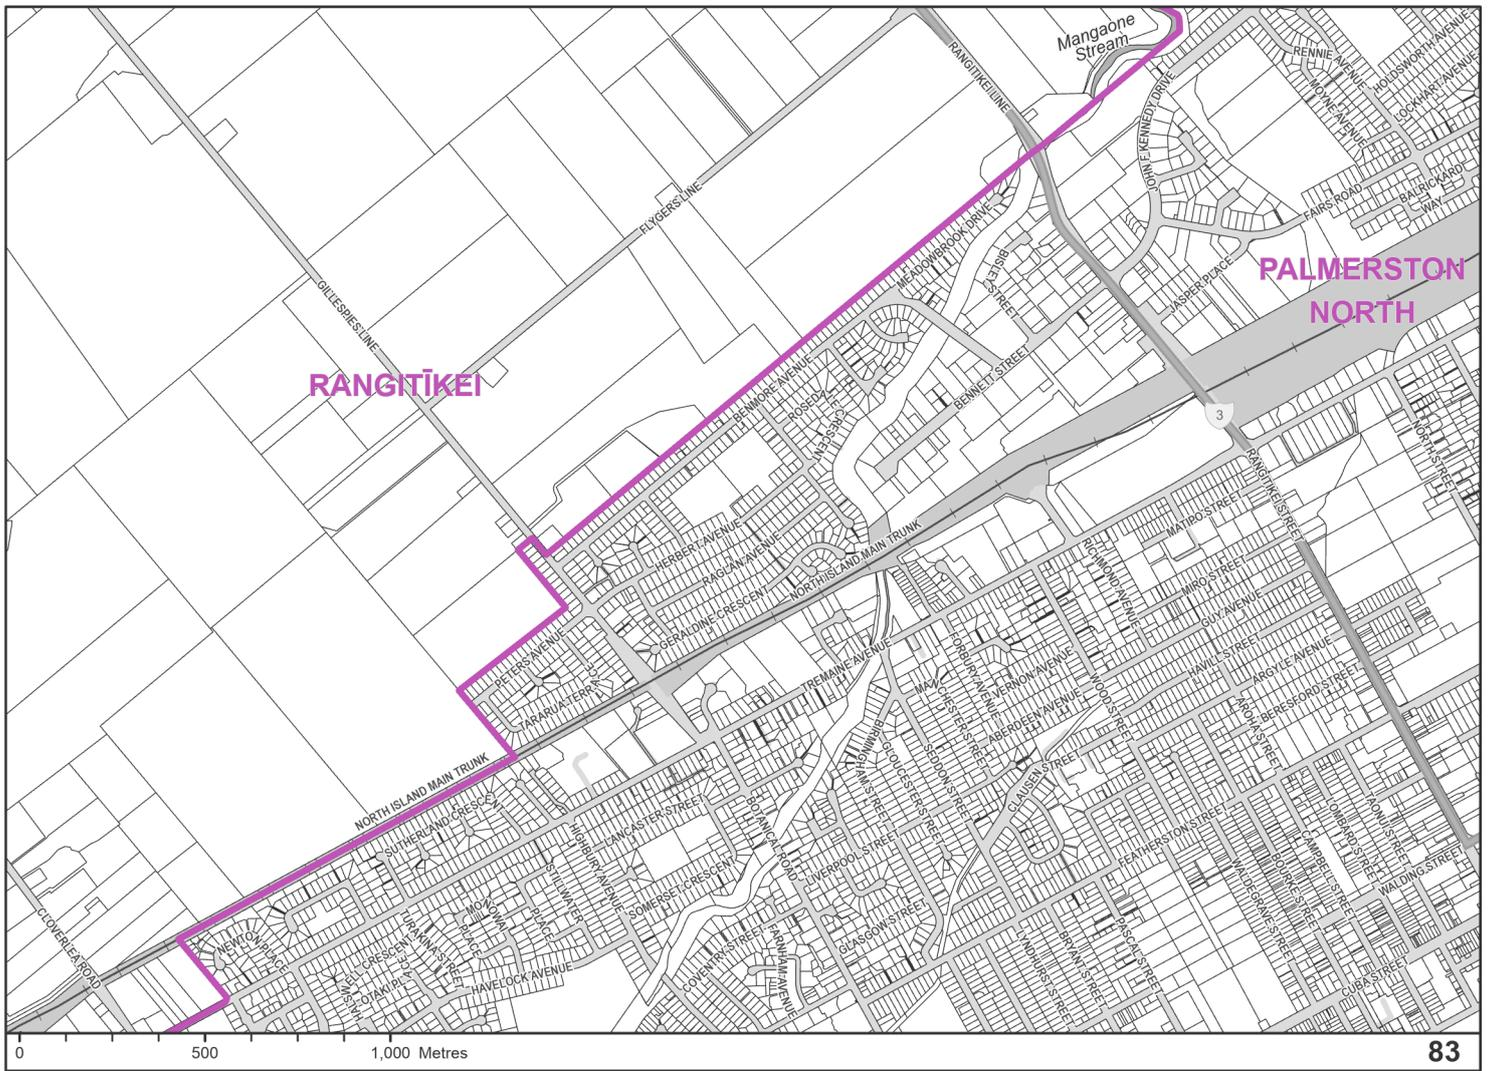 Mangaone
Stream
RANGITIKEI LINE
RENNIE AVENUE
HOLDSWORTH AVENUE
MOYNE AVENUE
LOCKHART AVENUE
JOHN F KENNEDY DRIVE
FAIRS ROAD
BALRICKARD
WAY
FLYGERS LINE
MEADOWBROOK DRIVE
BISLEY STREET
JASPER PLACE
PALMERSTON
NORTH
GILLESPIES LINE
RANGITĪKEI
BENMORE AVENUE
ROSEDALE CRESCENT
BENNETT STREET
3
NORTH STREET
RANGITIKEI STREET
MATIPO STREET
HERBERT AVENUE
RAGLAN AVENUE
NORTH ISLAND MAIN TRUNK
GERALDINE CRESCENT
RICHMOND AVENUE
MIRO STREET
GUY AVENUE
HAVILL STREET
ARGYLE AVENUE
BERESFORD STREET
AROHA STREET
PETERS AVENUE
TARARUA TERRACE
TREMAINE AVENUE
FORBURY AVENUE
VERNON AVENUE
MANCHESTER STREET
ABERDEEN AVENUE
WOOD STREET
BIRMINGHAM STREET
GLOUCESTER STREET
SEDDON STREET
CLAUSEN STREET
NORTH ISLAND MAIN TRUNK
SUTHERLAND CRESCENT
HIGHBURY AVENUE
LANCASTER STREET
BOTANICAL ROAD
LIVERPOOL STREET
FEATHERSTON STREET
LOMBARD STREET
CAMPBELL STREET
BOURKE STREET
WALDEGRAVE STREET
WALDING STREET
STILLWATER
PLACE
SOMERSET CRESCENT
MONOWAI
PLACE
TURAKINA STREET
CLOVERLEA ROAD
NEWTON PLACE
OTAKI PLACE
HAVELOCK AVENUE
COVENTRY STREET
FARNHAM AVENUE
GLASGOW STREET
LYNDHURST STREET
BRYANT STREET
PASCAL STREET
CUBA STREET
0 500 1,000 Metres
83